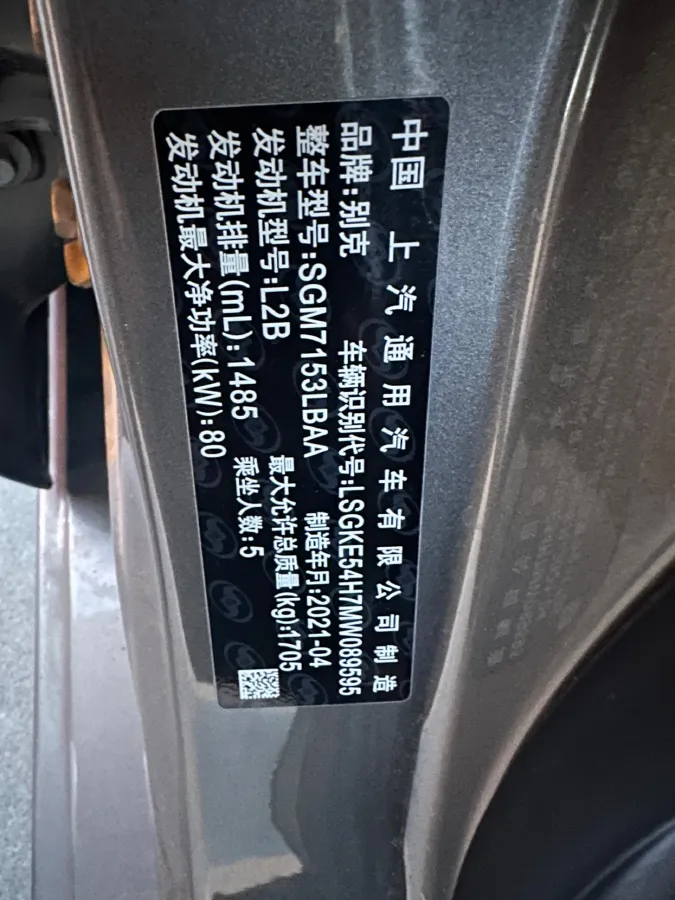 中国 上汽通用汽车有限公司制造
品牌:别克 车辆识别代号:LSGKE54H7MW089595
整车型号:SGM7153LBAA 制造年月:2021-04
发动机型号:L2B 最大允许总质量(kg):1705
发动机排量(mL):1485 乘坐人数:5
发动机最大净功率(kW):80